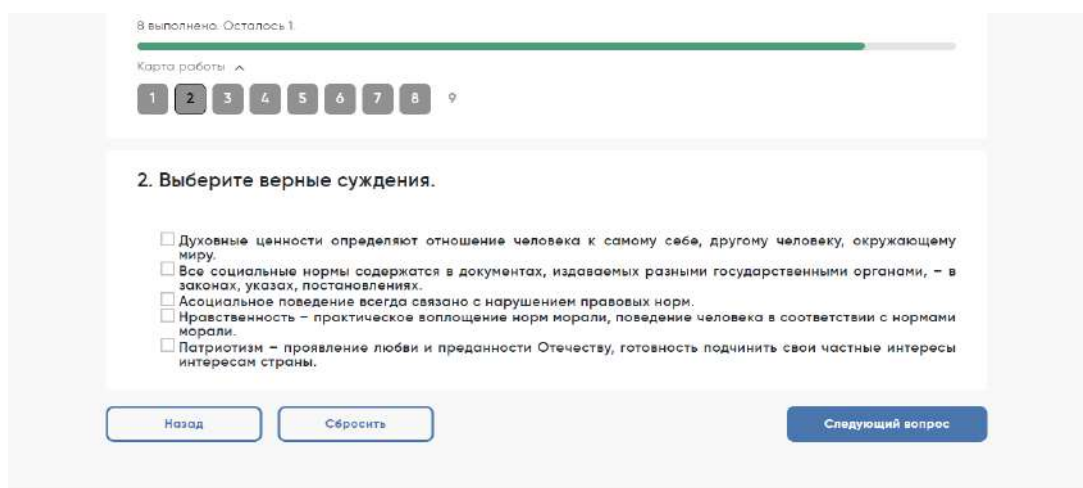 8 выполнено. Осталось 1.
Карта работы
1 2 3 4 5 6 7 8 9
2. Выберите верные суждения.
Духовные ценности определяют отношение человека к самому себе, другому человеку, окружающему
миру.
Все социальные нормы содержатся в документах, издаваемых разными государственными органами, – в
законах, указах, постановлениях.
Асоциальное поведение всегда связано с нарушением правовых норм.
Нравственность – практическое воплощение норм морали, поведение человека в соответствии с нормами
морали.
Патриотизм – проявление любви и преданности Отечеству, готовность подчинить свои частные интересы
интересам страны.
Назад Сбросить Следующий вопрос